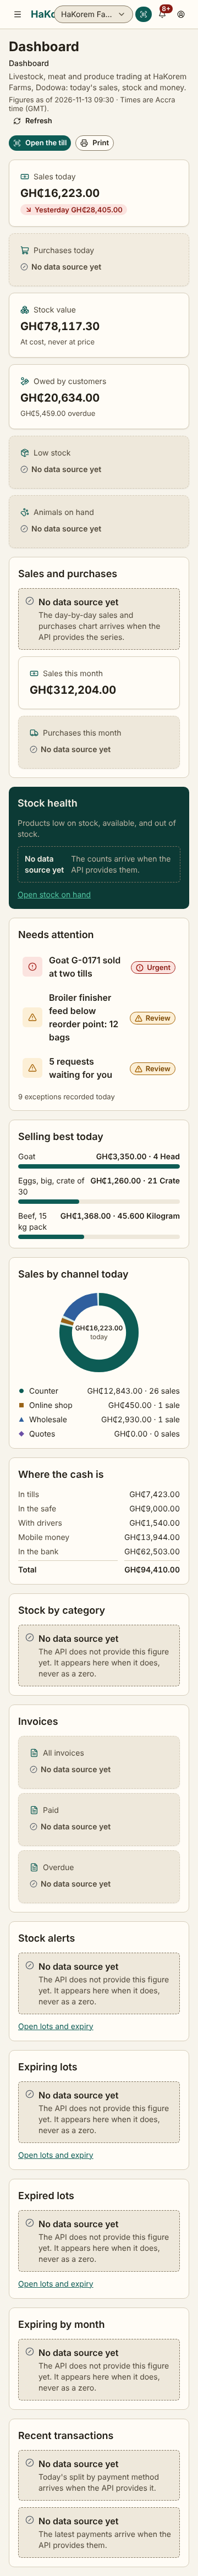 HaKo
HaKorem Fa...
8+
Dashboard
Dashboard
Livestock, meat and produce trading at HaKorem
Farms, Dodowa: today's sales, stock and money.
Figures as of 2026-11-13 09:30 · Times are Accra
time (GMT).
Refresh
Open the till
Print
Sales today
GH₵16,223.00
Yesterday GH₵28,405.00
Purchases today
No data source yet
Stock value
GH₵78,117.30
At cost, never at price
Owed by customers
GH₵20,634.00
GH₵5,459.00 overdue
Low stock
No data source yet
Animals on hand
No data source yet
Sales and purchases
No data source yet
The day-by-day sales and
purchases chart arrives when the
API provides the series.
Sales this month
GH₵312,204.00
Purchases this month
No data source yet
Stock health
Products low on stock, available, and out of
stock.
No data
source yet
The counts arrive when the
API provides them.
Open stock on hand
Needs attention
Goat G-0171 sold
at two tills
Urgent
Broiler finisher
feed below
reorder point: 12
bags
Review
5 requests
waiting for you
Review
9 exceptions recorded today
Selling best today
Goat GH₵3,350.00 · 4 Head
Eggs, big, crate of
30
GH₵1,260.00 · 21 Crate
Beef, 15
kg pack
GH₵1,368.00 · 45.600 Kilogram
Sales by channel today
GH₵16,223.00
today
Counter GH₵12,843.00 · 26 sales
Online shop GH₵450.00 · 1 sale
Wholesale GH₵2,930.00 · 1 sale
Quotes GH₵0.00 · 0 sales
Where the cash is
In tills GH₵7,423.00
In the safe GH₵9,000.00
With drivers GH₵1,540.00
Mobile money GH₵13,944.00
In the bank GH₵62,503.00
Total GH₵94,410.00
Stock by category
No data source yet
The API does not provide this figure
yet. It appears here when it does,
never as a zero.
Invoices
All invoices
No data source yet
Paid
No data source yet
Overdue
No data source yet
Stock alerts
No data source yet
The API does not provide this figure
yet. It appears here when it does,
never as a zero.
Open lots and expiry
Expiring lots
No data source yet
The API does not provide this figure
yet. It appears here when it does,
never as a zero.
Open lots and expiry
Expired lots
No data source yet
The API does not provide this figure
yet. It appears here when it does,
never as a zero.
Open lots and expiry
Expiring by month
No data source yet
The API does not provide this figure
yet. It appears here when it does,
never as a zero.
Recent transactions
No data source yet
Today's split by payment method
arrives when the API provides it.
No data source yet
The latest payments arrive when the
API provides them.